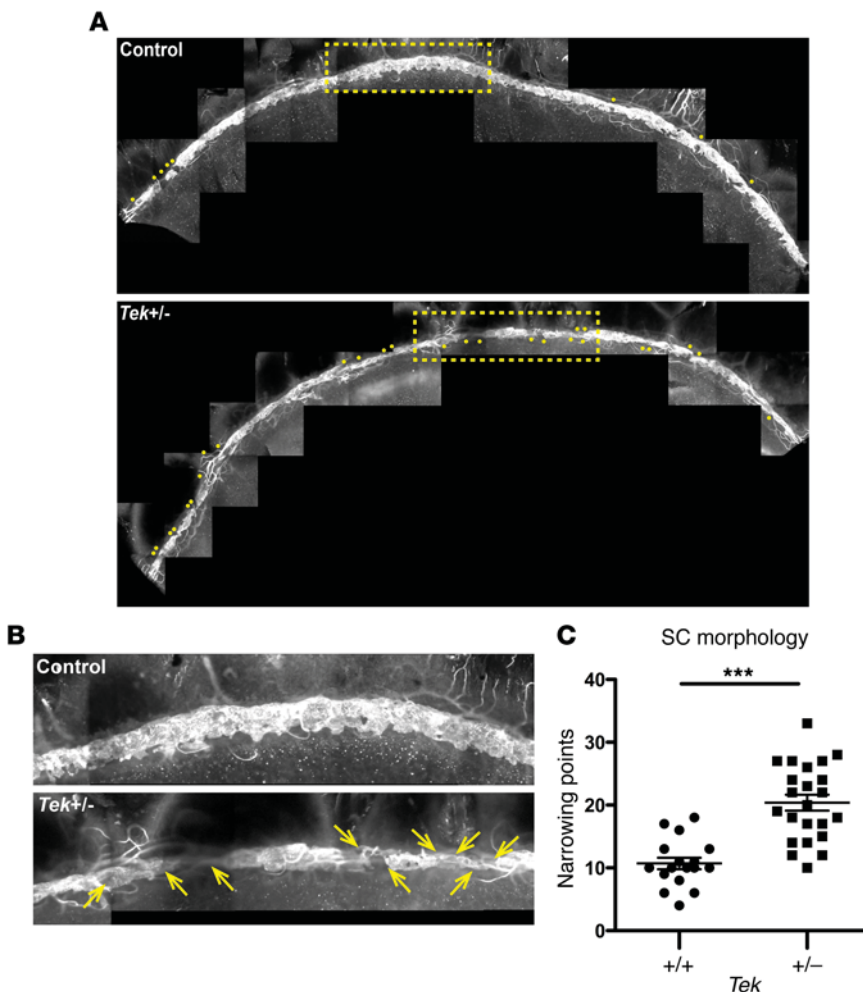 A
Control
Tek+/-
B
Control
Tek+/-
C
SC morphology
***
40
30
20
10
0
Narrowing points
+/+
+/–
Tek